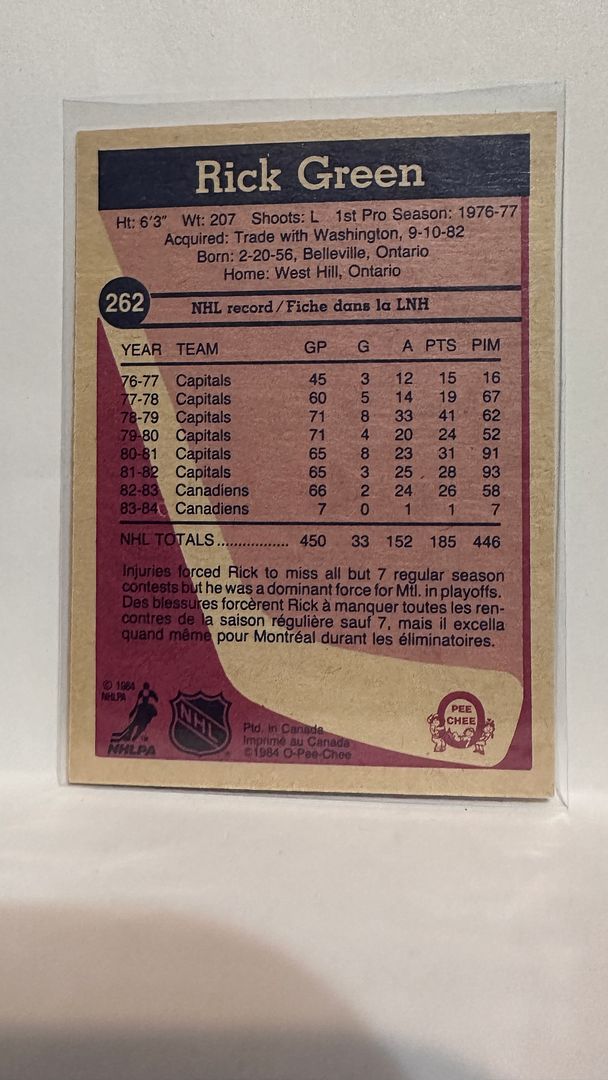 Rick Green
Ht: 6'3" Wt: 207 Shoots: L 1st Pro Season: 1976-77
Acquired: Trade with Washington, 9-10-82
Born: 2-20-56, Belleville, Ontario
Home: West Hill, Ontario
262 NHL record/Fiche dans la LNH
YEAR TEAM GP G A PTS PIM
76-77 Capitals 45 3 12 15 16
77-78 Capitals 60 5 14 19 67
78-79 Capitals 71 8 33 41 62
79-80 Capitals 71 4 20 24 52
80-81 Capitals 65 8 23 31 91
81-82 Capitals 65 3 25 28 93
82-83 Canadiens 66 2 24 26 58
83-84 Canadiens 7 0 1 1 7
NHL TOTALS................ 450 33 152 185 446
Injuries forced Rick to miss all but 7 regular season
contests but he was a dominant force for Mtl. in playoffs.
Des blessures forcèrent Rick à manquer toutes les ren-
contres de la saison régulière sauf 7, mais il excella
quand même pour Montréal durant les éliminatoires.
© 1984
NHLPA
TM
NHLPA
NHL
Ptd. in Canada
Imprimé au Canada
©1984 O-Pee-Chee
O
PEE
CHEE